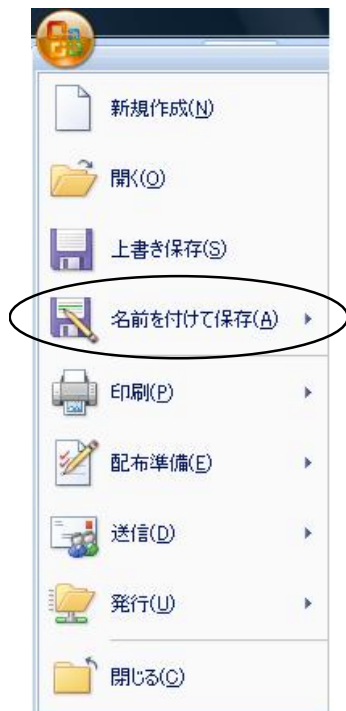 新規作成(N)
開く(O)
上書き保存(S)
名前を付けて保存(A)
印刷(P)
配布準備(E)
送信(D)
発行(U)
閉じる(C)